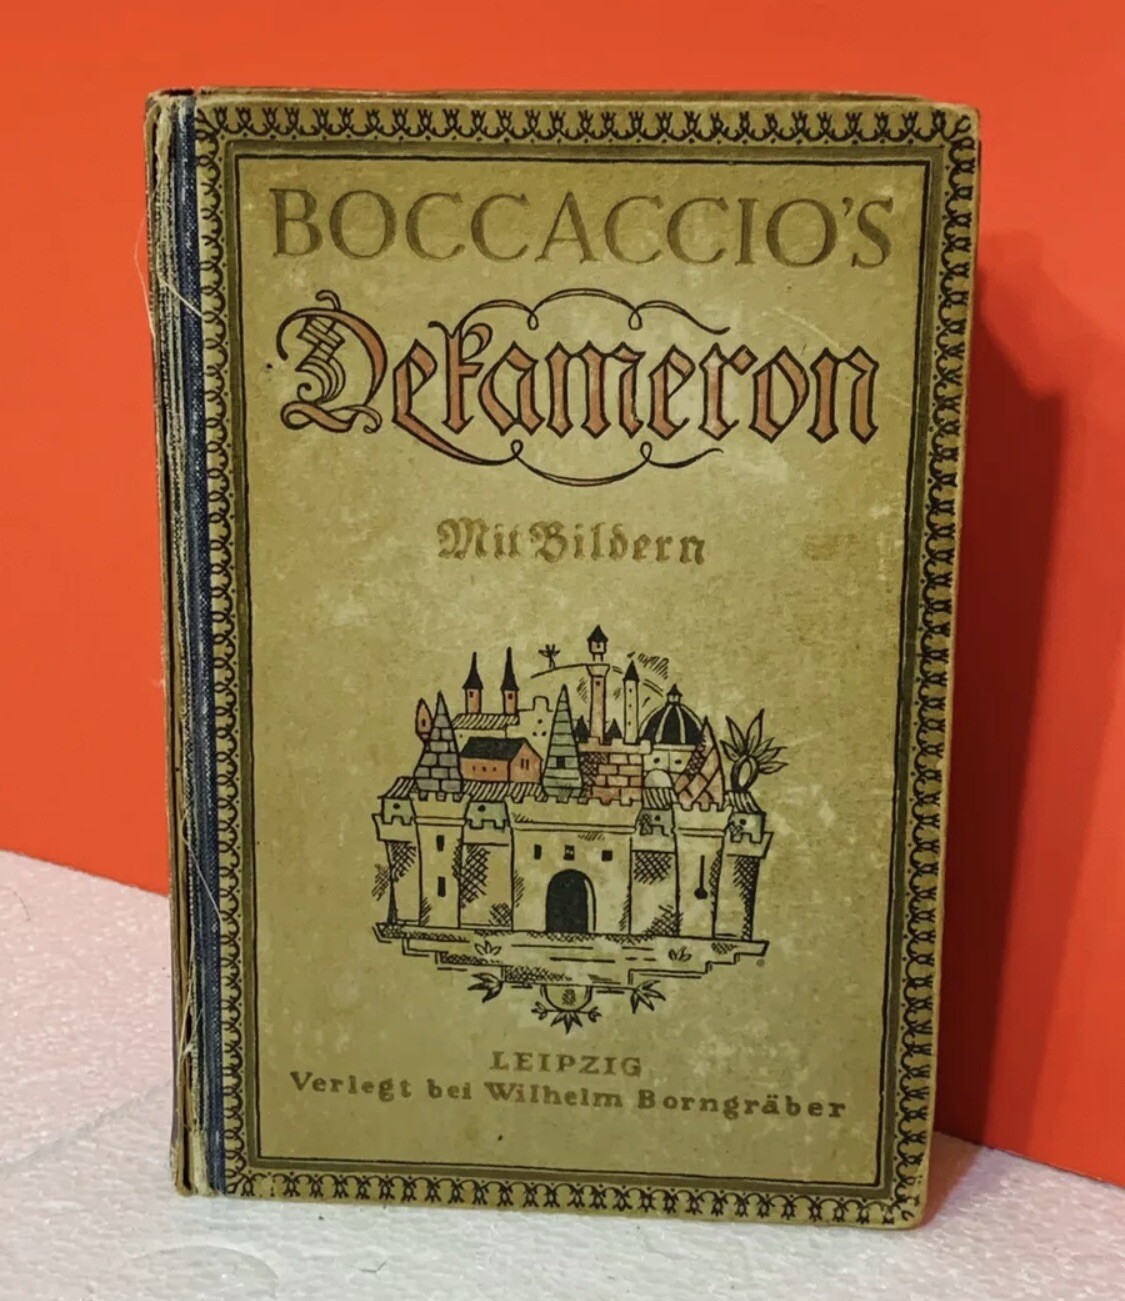 BOCCACCIO'S
Dekameron
Mit Bildern
LEIPZIG
Verlegt bei Wilhelm Borngräber